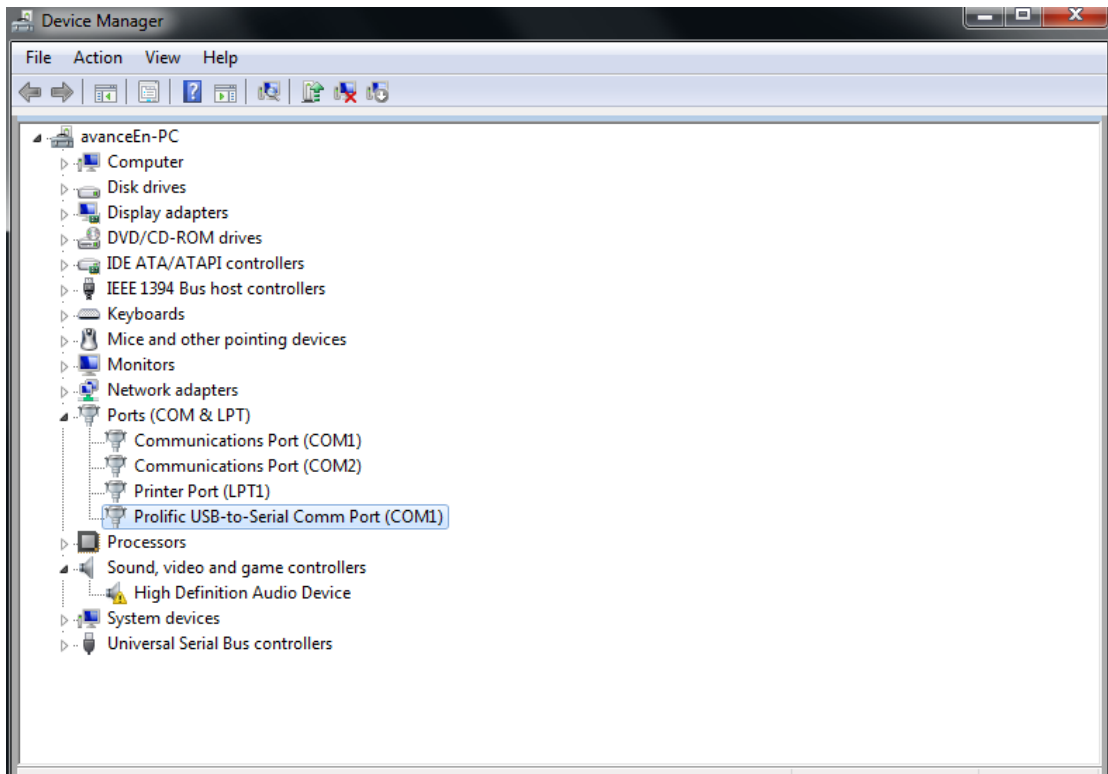 Device Manager
File Action View Help
avanceEn-PC
Computer
Disk drives
Display adapters
DVD/CD-ROM drives
IDE ATA/ATAPI controllers
IEEE 1394 Bus host controllers
Keyboards
Mice and other pointing devices
Monitors
Network adapters
Ports (COM & LPT)
Communications Port (COM1)
Communications Port (COM2)
Printer Port (LPT1)
Prolific USB-to-Serial Comm Port (COM1)
Processors
Sound, video and game controllers
High Definition Audio Device
System devices
Universal Serial Bus controllers